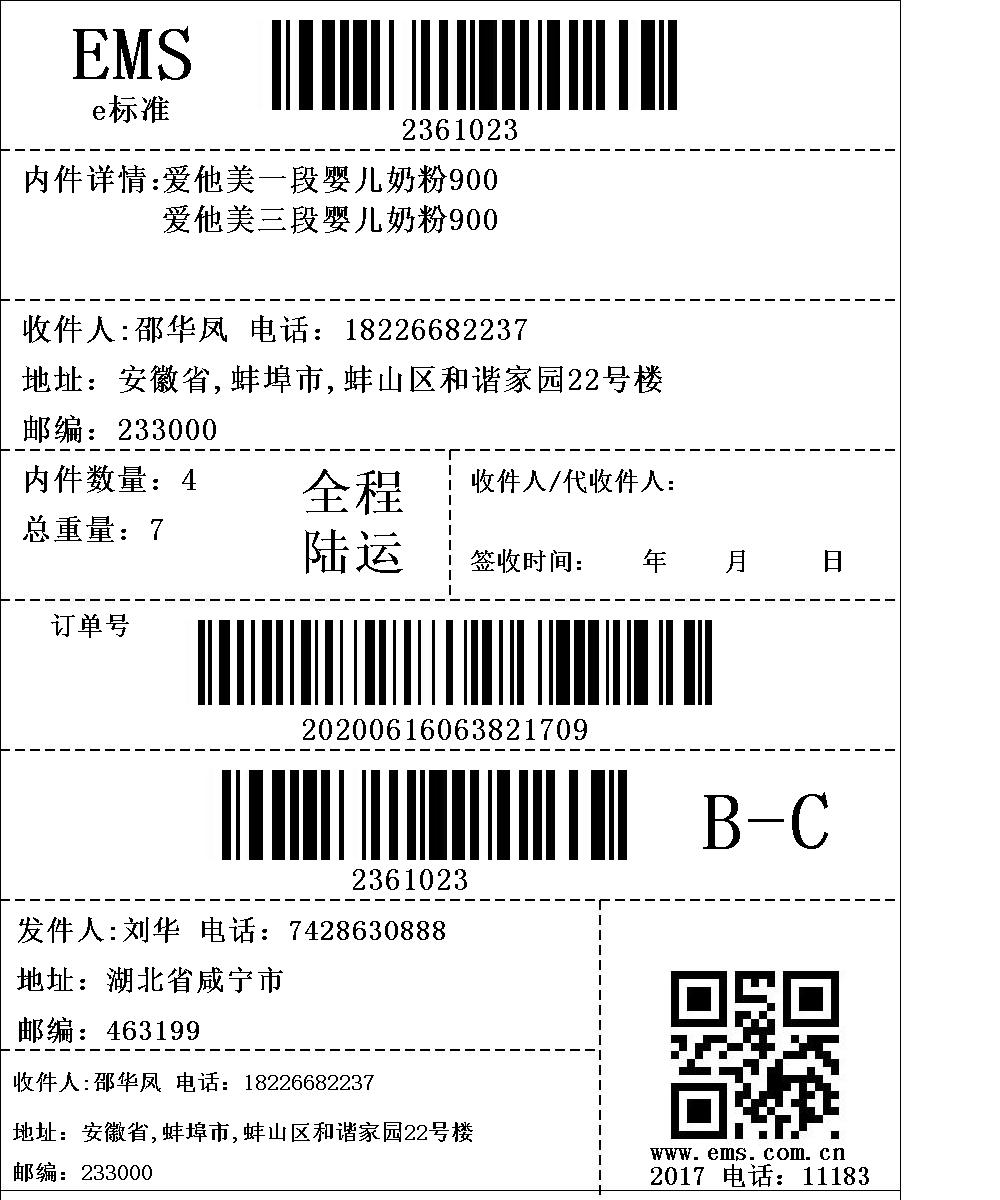 EMS
e标准
2361023
内件详情:爱他美一段婴儿奶粉900
爱他美三段婴儿奶粉900
收件人:邵华凤 电话：18226682237
地址：安徽省,蚌埠市,蚌山区和谐家园22号楼
邮编：233000
内件数量：4
总重量：7
全程
陆运
收件人/代收件人：
签收时间： 年 月 日
订单号
20200616063821709
2361023
B-C
发件人:刘华 电话：7428630888
地址：湖北省咸宁市
邮编：463199
收件人:邵华凤 电话：18226682237
地址：安徽省,蚌埠市,蚌山区和谐家园22号楼
邮编：233000
www.ems.com.cn
2017 电话：11183